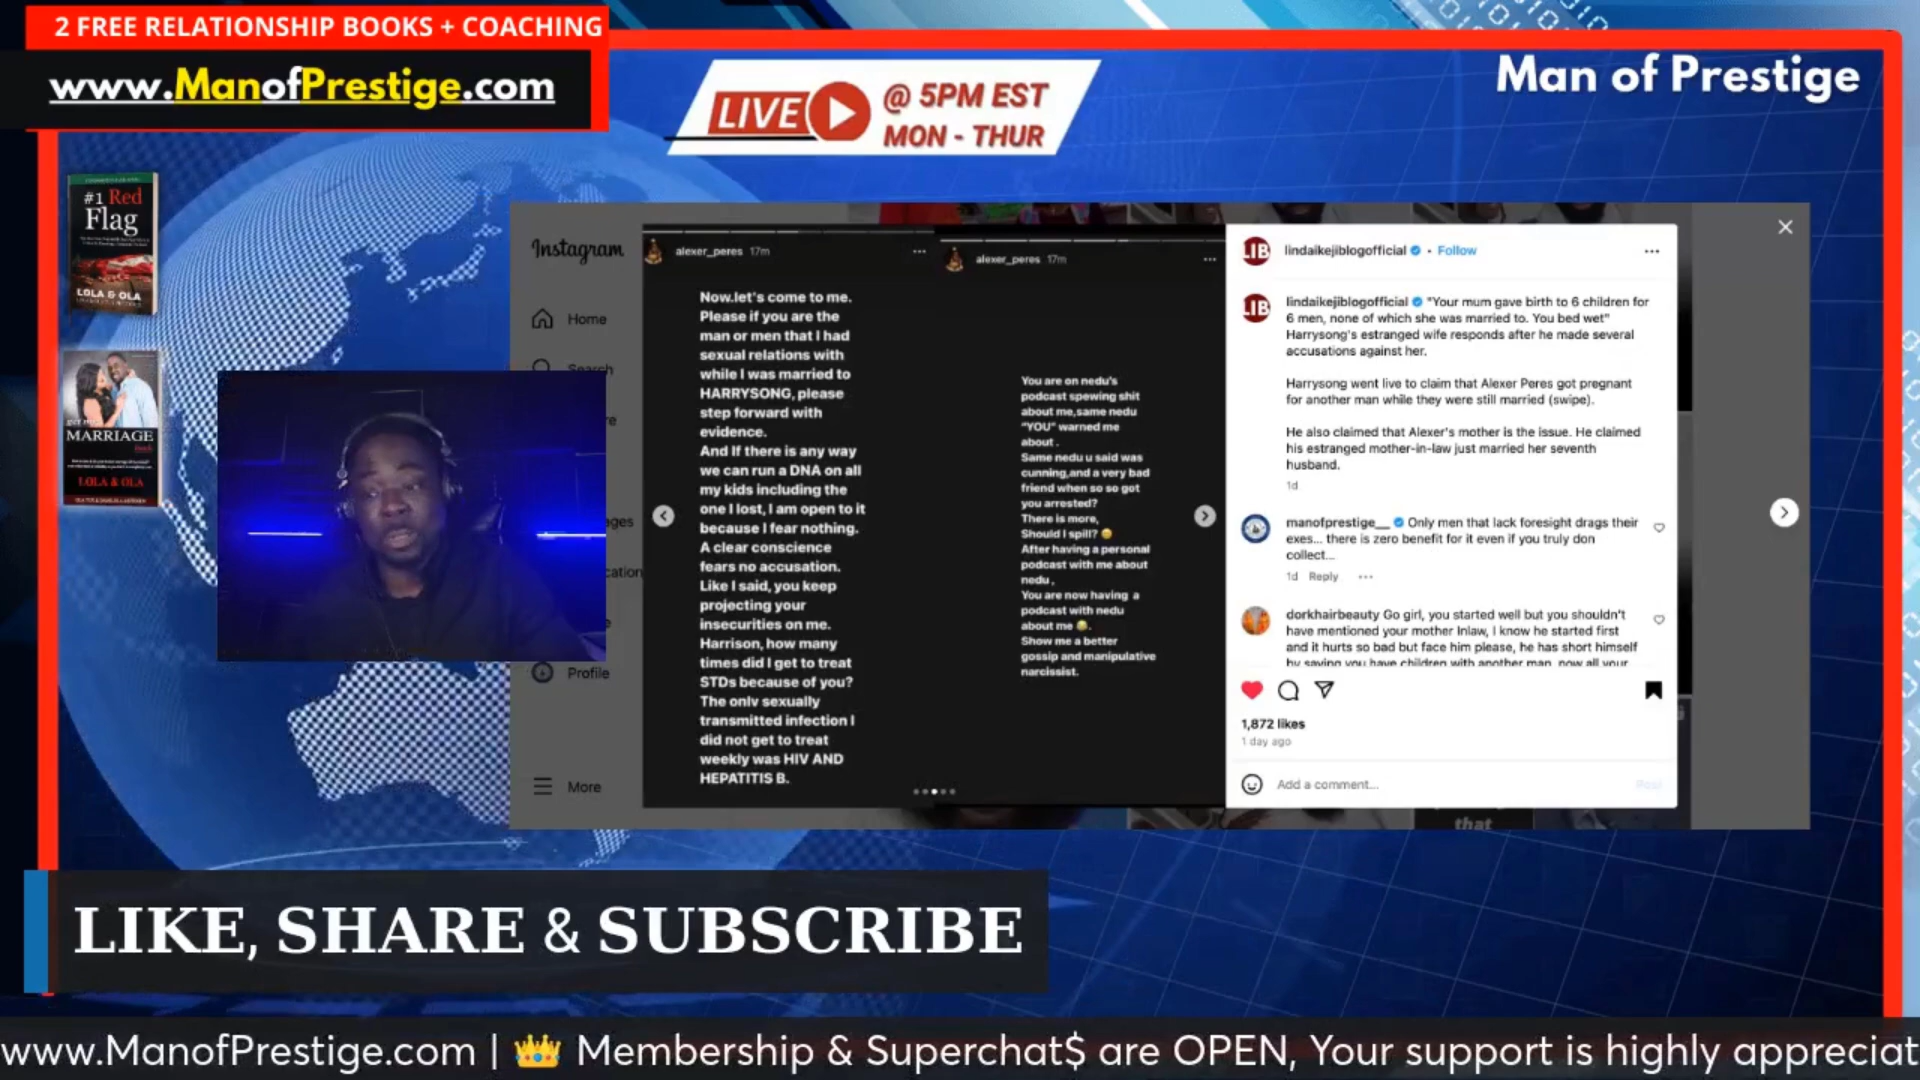 2 FREE RELATIONSHIP BOOKS + COACHING
www.ManofPrestige.com
LIVE
@ 5PM EST
MON - THUR
Man of Prestige
#1 Red
Flag
LOLA & OLA
MARRIAGE
LOLA & OLA
Instagram
Home
Search
Profile
More
alexer_peres 17m
Now.let's come to me.
Please if you are the
man or men that I had
sexual relations with
while I was married to
HARRYSONG, please
step forward with
evidence.
And If there is any way
we can run a DNA on all
my kids including the
one I lost, I am open to it
because I fear nothing.
A clear conscience
fears no accusation.
Like I said, you keep
projecting your
insecurities on me.
Harrison, how many
times did I get to treat
STDs because of you?
The only sexually
transmitted infection I
did not get to treat
weekly was HIV AND
HEPATITIS B.
alexer_peres 17m
You are on nedu's
podcast spewing shit
about me,same nedu
"YOU" warned me
about .
Same nedu u said was
cunning,and a very bad
friend when so so got
you arrested?
There is more,
Should I spill? 😀
After having a personal
podcast with me about
nedu ,
You are now having a
podcast with nedu
about me 😂.
Show me a better
gossip and manipulative
narcissist.
LIB
lindaikejiblogofficial • Follow
LIB
lindaikejiblogofficial "Your mum gave birth to 6 children for
6 men, none of which she was married to. You bed wet"
Harrysong's estranged wife responds after he made several
accusations against her.
Harrysong went live to claim that Alexer Peres got pregnant
for another man while they were still married (swipe).
He also claimed that Alexer's mother is the issue. He claimed
his estranged mother-in-law just married her seventh
husband.
1d
manofprestige__ Only men that lack foresight drags their
exes... there is zero benefit for it even if you truly don
collect...
1d Reply
dorkhairbeauty Go girl, you started well but you shouldn't
have mentioned your mother Inlaw, I know he started first
and it hurts so bad but face him please, he has short himself
by saying you have children with another man, now all your
1,872 likes
1 day ago
Add a comment...
Post
that
LIKE, SHARE & SUBSCRIBE
www.ManofPrestige.com | 👑 Membership & Superchat$ are OPEN, Your support is highly appreciat